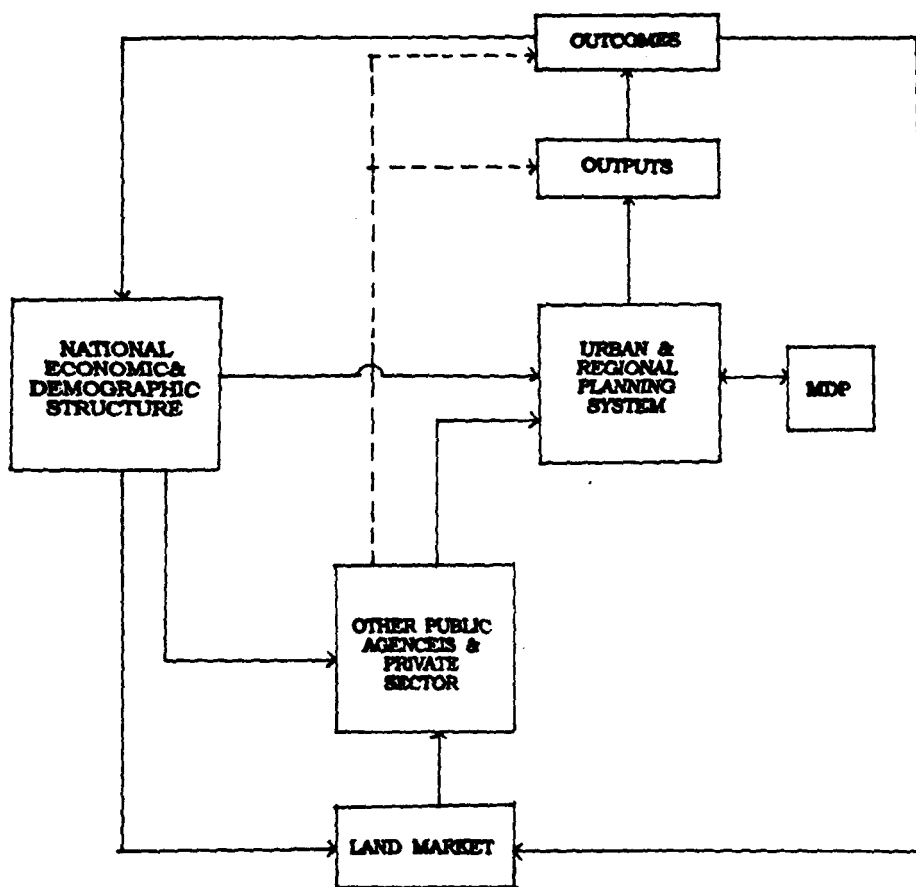 OUTCOMES
OUTPUTS
NATIONAL
ECONOMIC&
DEMOGRAPHIC
STRUCTURE
URBAN &
REGIONAL
PLANNING
SYSTEM
MDP
OTHER PUBLIC
AGENCEIS &
PRIVATE
SECTOR
LAND MARKET